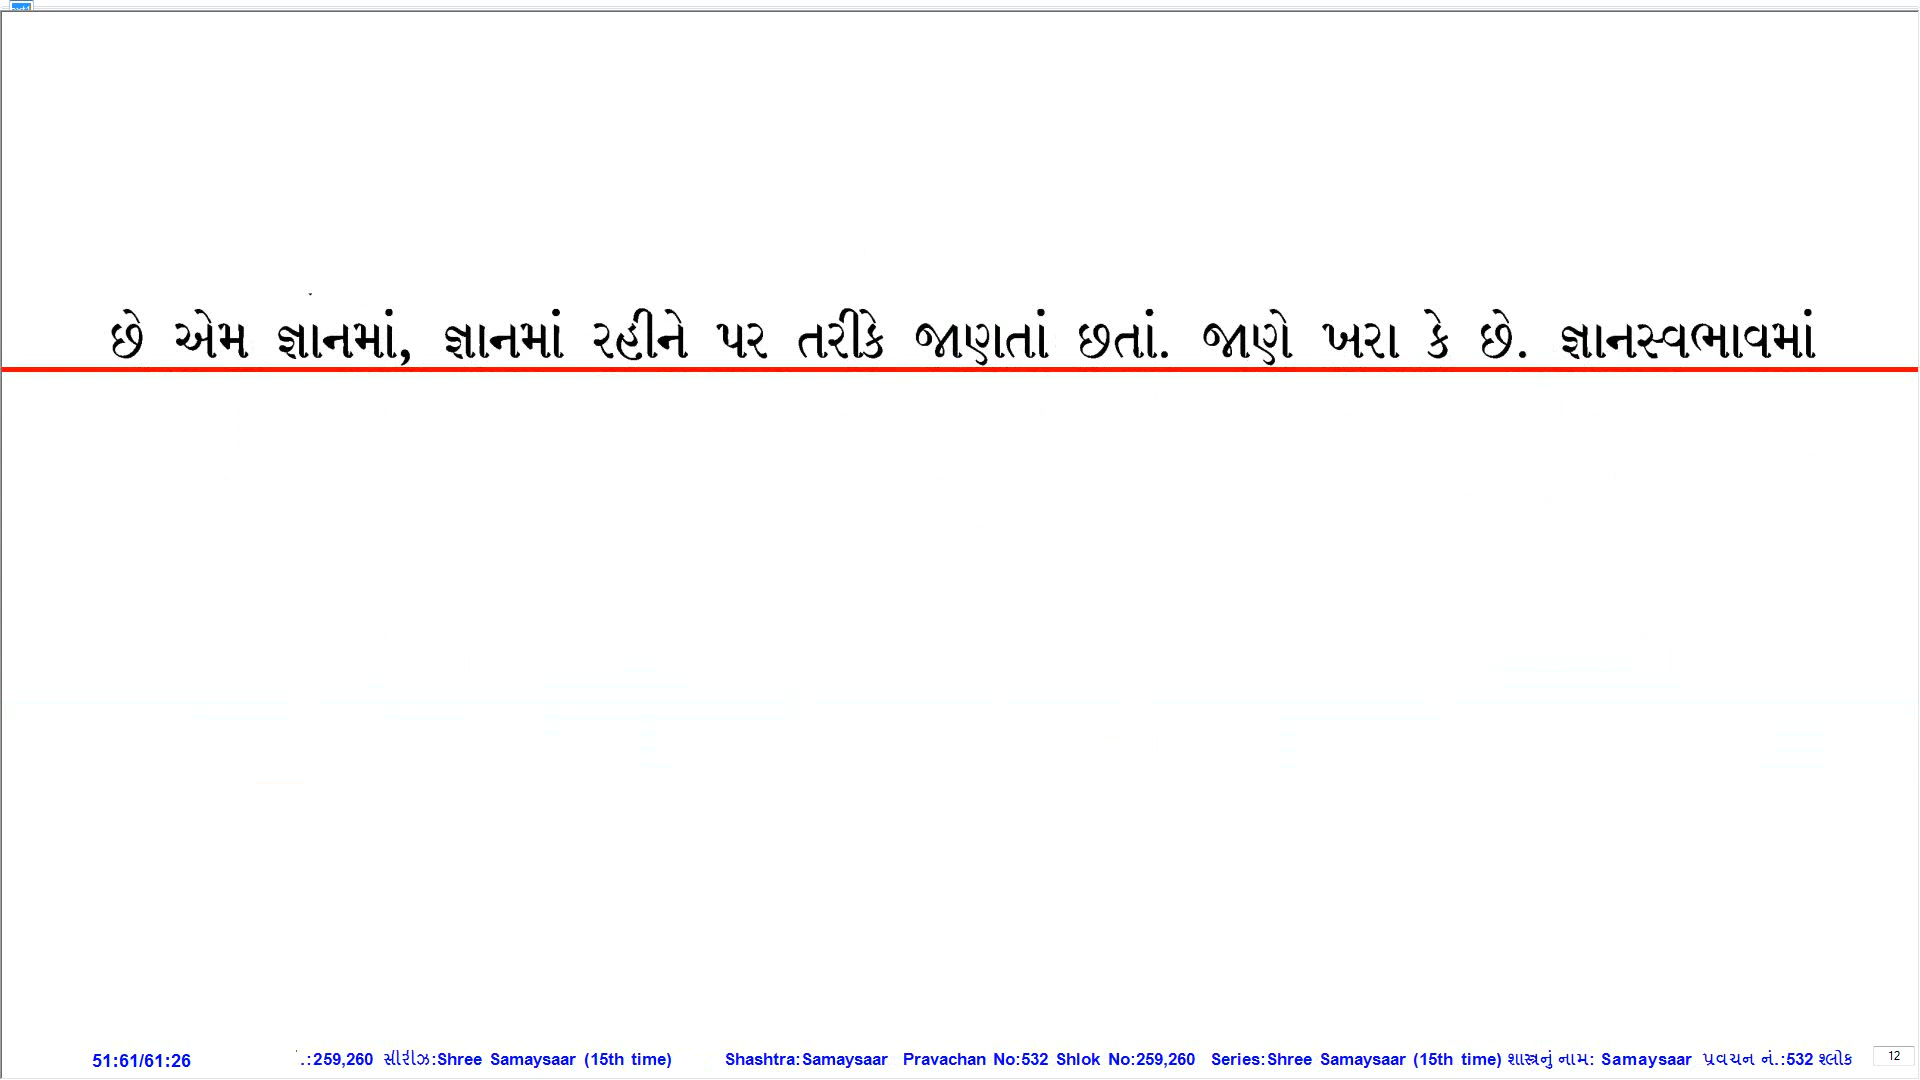 છે એમ જ્ઞાનમાં, જ્ઞાનમાં રહીને પર તરીકે જાણતાં છતાં. જાણે ખરા કે છે. જ્ઞાનસ્વભાવમાં
51:61/61:26 .:259,260 સીરીઝ:Shree Samaysaar (15th time) Shashtra:Samaysaar Pravachan No:532 Shlok No:259,260 Series:Shree Samaysaar (15th time) શાસ્ત્રનું નામ: Samaysaar પ્રવચન નં.:532 શ્લોક 12